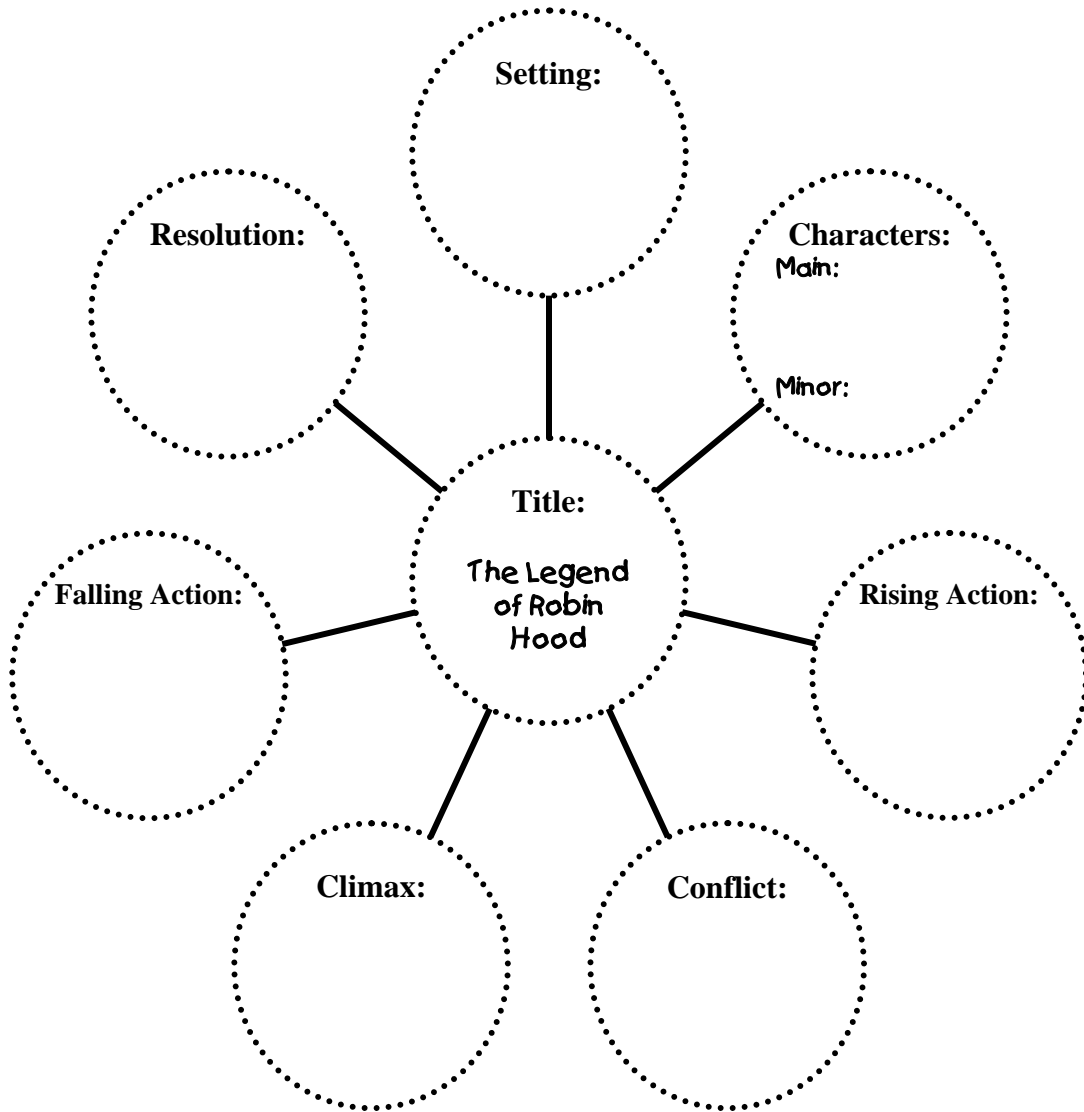 Setting:
Resolution:
Characters:
Main:
Minor:
Title:
The Legend
of Robin
Hood
Falling Action:
Rising Action:
Climax:
Conflict: